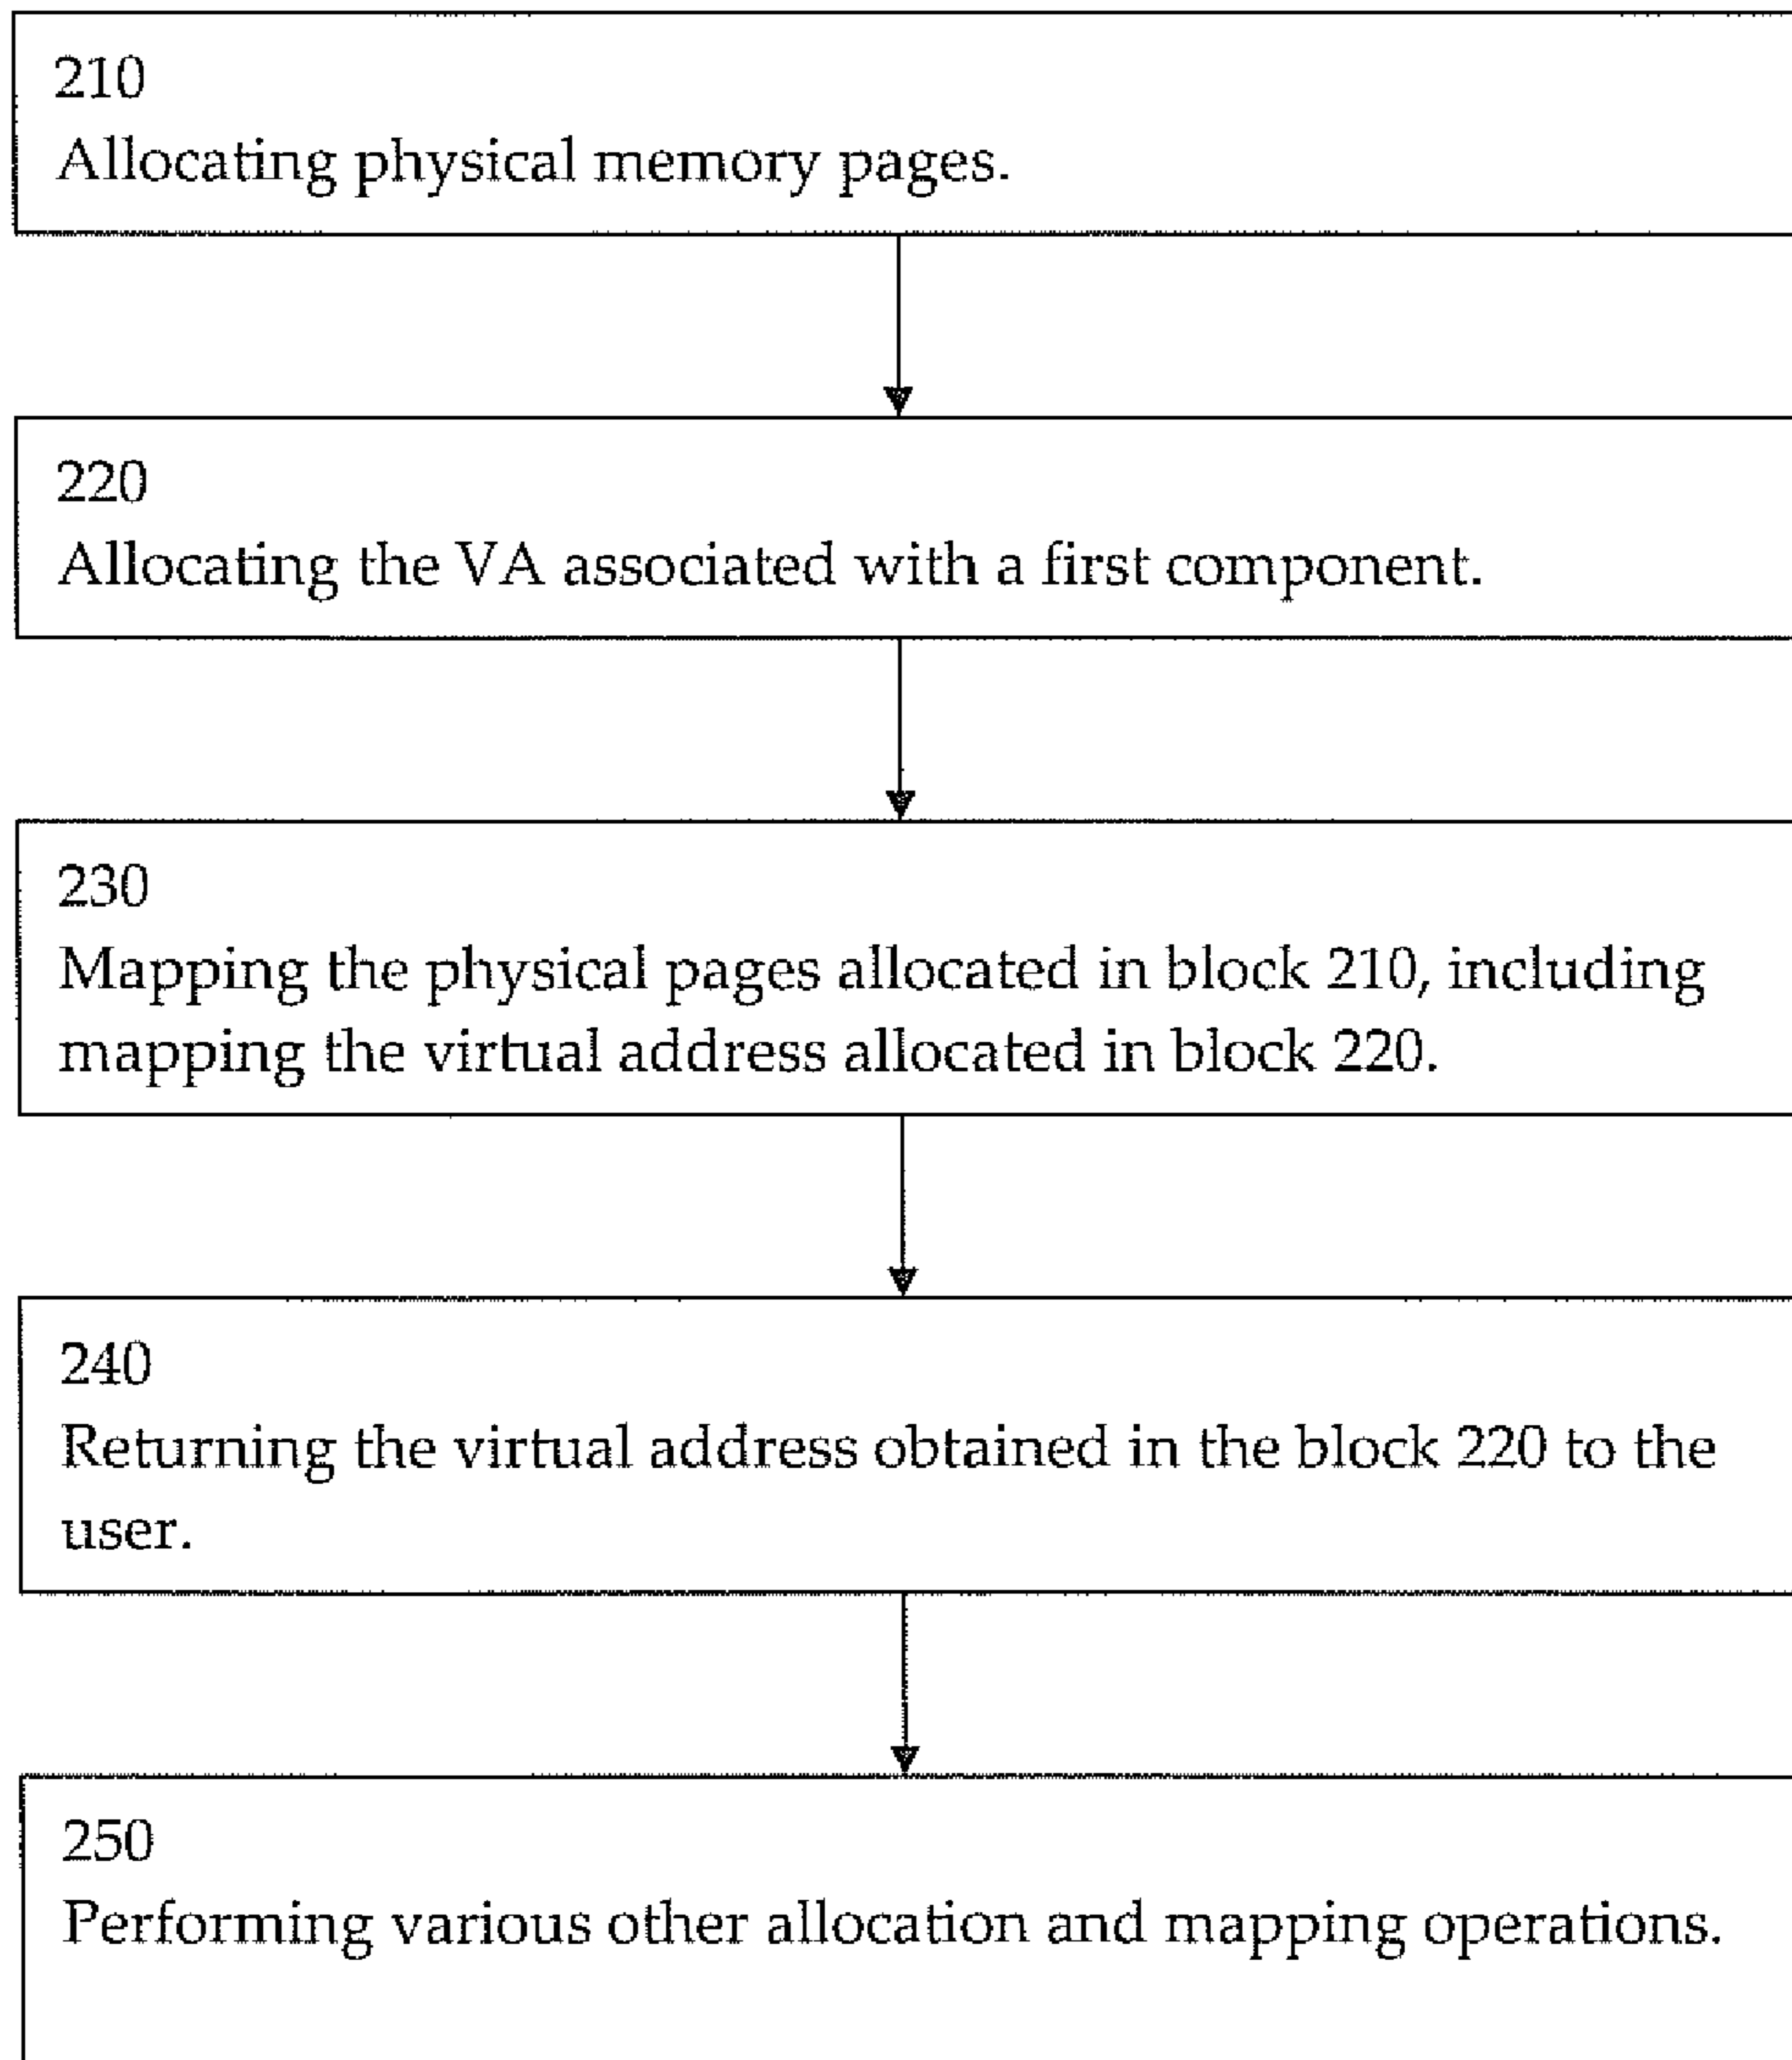 210
Allocating physical memory pages.
220
Allocating the VA associated with a first component.
230
Mapping the physical pages allocated in block 210, including
mapping the virtual address allocated in block 220.
240
Returning the virtual address obtained in the block 220 to the
user.
250
Performing various other allocation and mapping operations.